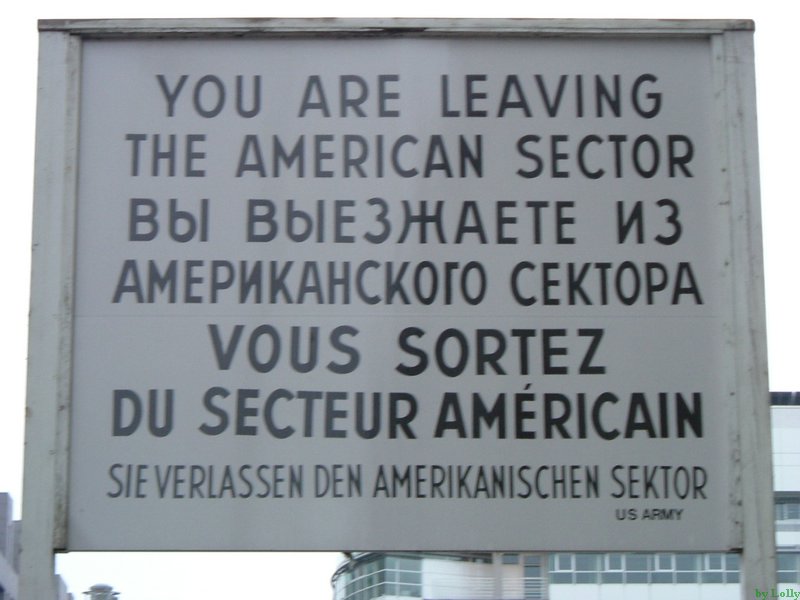 YOU ARE LEAVING
THE AMERICAN SECTOR
ВЫ ВЫЕЗЖАЕТЕ ИЗ
АМЕРИКАНСКОГО СЕКТОРА
VOUS SORTEZ
DU SECTEUR AMÉRICAIN
SIE VERLASSEN DEN AMERIKANISCHEN SEKTOR
US ARMY
by Lolly